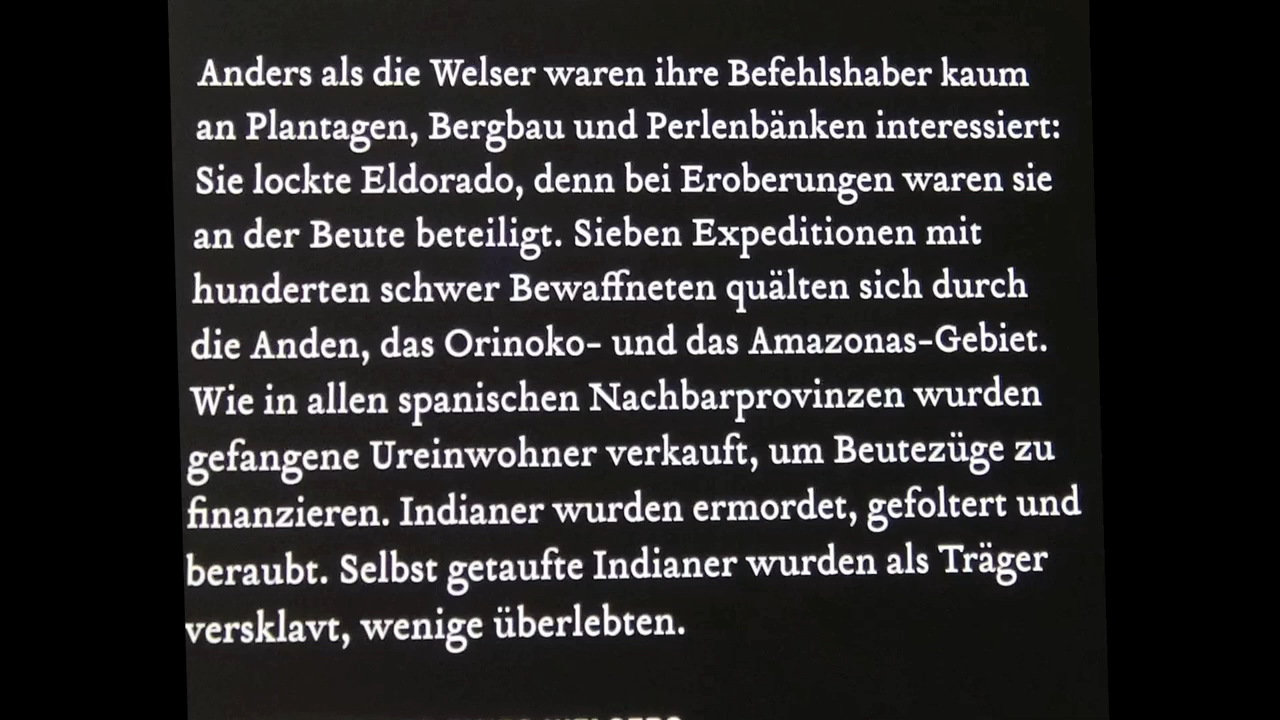 Anders als die Welser waren ihre Befehlshaber kaum
an Plantagen, Bergbau und Perlenbänken interessiert:
Sie lockte Eldorado, denn bei Eroberungen waren sie
an der Beute beteiligt. Sieben Expeditionen mit
hunderten schwer Bewaffneten quälten sich durch
die Anden, das Orinoko- und das Amazonas-Gebiet.
Wie in allen spanischen Nachbarprovinzen wurden
gefangene Ureinwohner verkauft, um Beutezüge zu
finanzieren. Indianer wurden ermordet, gefoltert und
beraubt. Selbst getaufte Indianer wurden als Träger
versklavt, wenige überlebten.